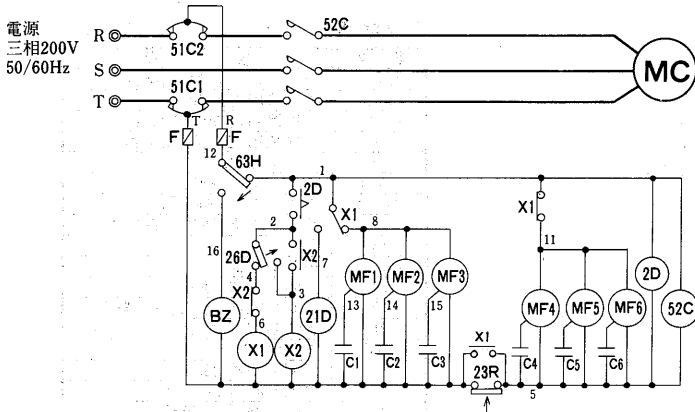 電源
三相200V
50/60Hz
R
S
T
51C2
51C1
52C
MC
T
R
F
F
12
63H
1
2D
X1
X1
2
8
11
16
26D
X2
7
4
X2
3
6
MF1
MF2
MF3
13
14
15
2D
MF4
MF5
MF6
52C
BZ
X1
X2
21D
C1
C2
C3
X1
23R
C4
C5
C6
5